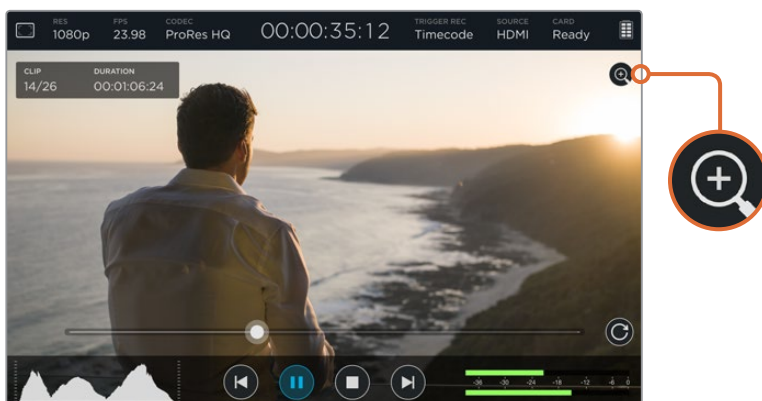 RES FPS CODEC TRIGGER REC SOURCE CARD
1080p 23.98 ProRes HQ 00:00:35:12 Timecode HDMI Ready
CLIP DURATION
14/26 00:01:06:24
-36 -30 -24 -18 -12 -6 0